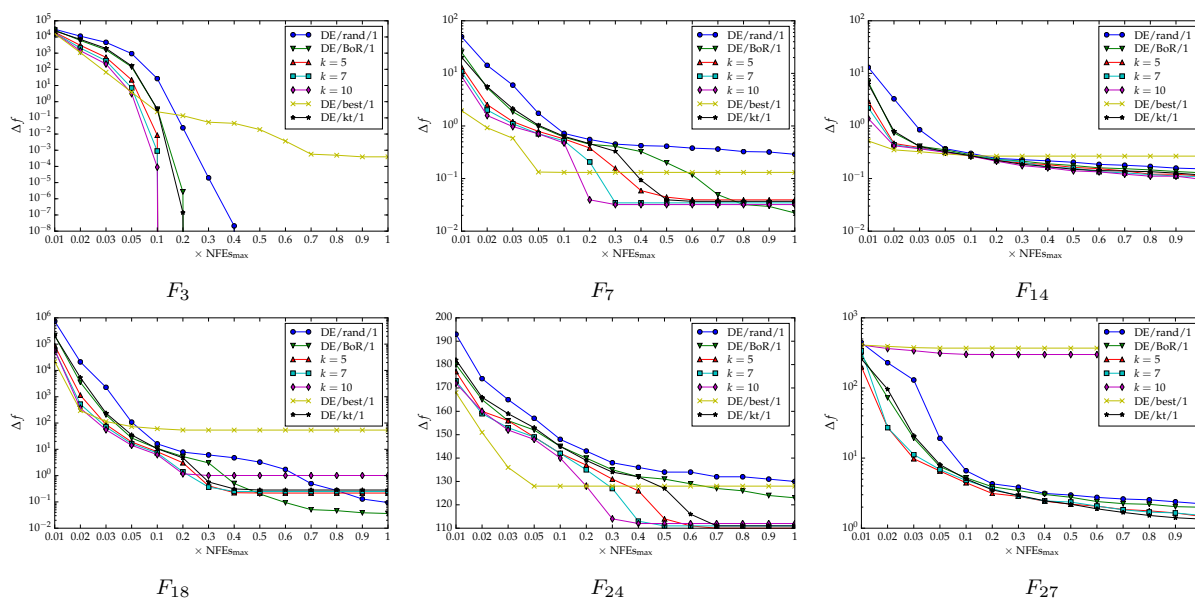 10^5
10^4
10^3
10^2
10^1
10^0
10^-1
10^-2
10^-3
10^-4
10^-5
10^-6
10^-7
10^-8
Δf
0.01 0.02 0.03 0.05 0.1 0.2 0.3 0.4 0.5 0.6 0.7 0.8 0.9 1
× NFEsmax
DE/rand/1
DE/BoR/1
k = 5
k = 7
k = 10
DE/best/1
DE/kt/1
F3
10^2
10^1
10^0
10^-1
10^-2
Δf
0.01 0.02 0.03 0.05 0.1 0.2 0.3 0.4 0.5 0.6 0.7 0.8 0.9 1
× NFEsmax
DE/rand/1
DE/BoR/1
k = 5
k = 7
k = 10
DE/best/1
DE/kt/1
F7
10^2
10^1
10^0
10^-1
10^-2
Δf
0.01 0.02 0.03 0.05 0.1 0.2 0.3 0.4 0.5 0.6 0.7 0.8 0.9
× NFEsmax
DE/rand/1
DE/BoR/1
k = 5
k = 7
k = 10
DE/best/1
DE/kt/1
F14
10^6
10^5
10^4
10^3
10^2
10^1
10^0
10^-1
10^-2
Δf
0.01 0.02 0.03 0.05 0.1 0.2 0.3 0.4 0.5 0.6 0.7 0.8 0.9 1
× NFEsmax
DE/rand/1
DE/BoR/1
k = 5
k = 7
k = 10
DE/best/1
DE/kt/1
F18
200
190
180
170
160
150
140
130
120
110
Δf
0.01 0.02 0.03 0.05 0.1 0.2 0.3 0.4 0.5 0.6 0.7 0.8 0.9 1
× NFEsmax
DE/rand/1
DE/BoR/1
k = 5
k = 7
k = 10
DE/best/1
DE/kt/1
F24
10^3
10^2
10^1
10^0
Δf
0.01 0.02 0.03 0.05 0.1 0.2 0.3 0.4 0.5 0.6 0.7 0.8 0.9
× NFEsmax
DE/rand/1
DE/BoR/1
k = 5
k = 7
k = 10
DE/best/1
DE/kt/1
F27